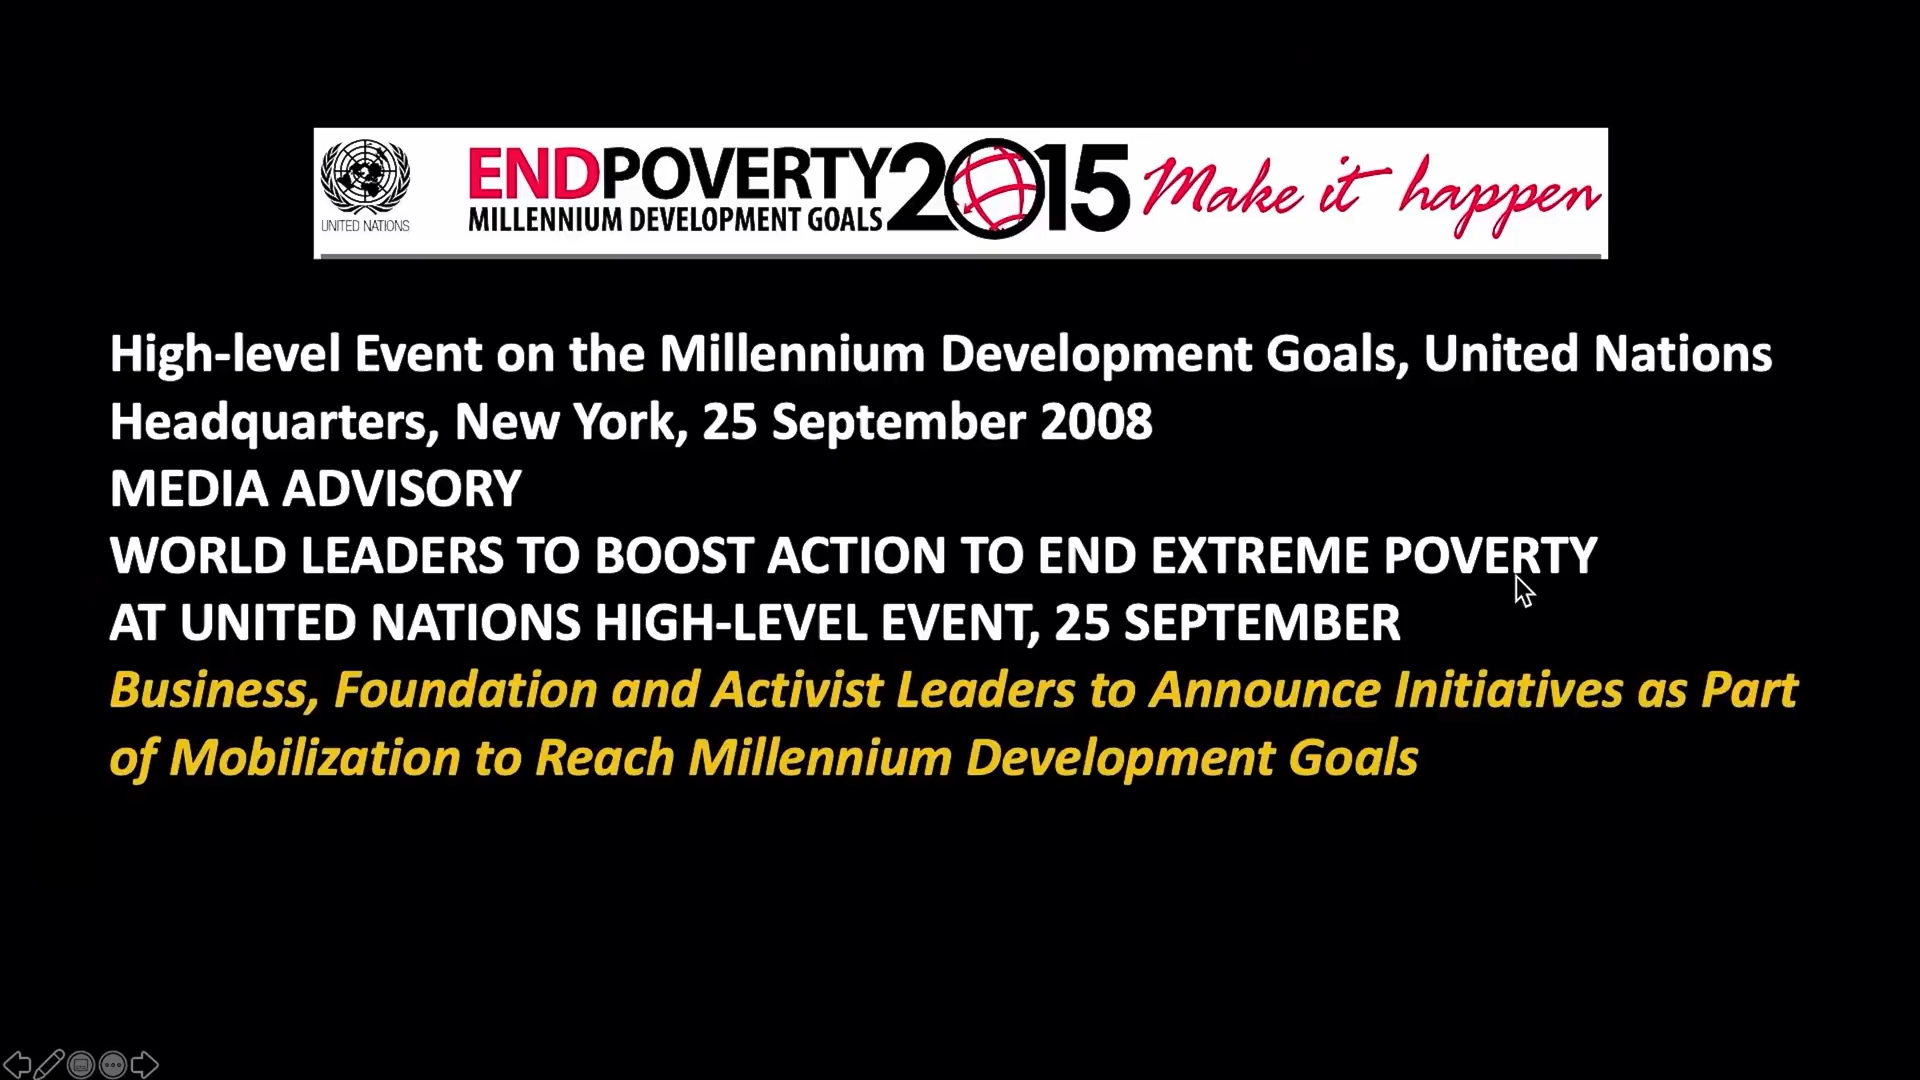 UNITED NATIONS
ENDPOVERTY2015 Make it happen
MILLENNIUM DEVELOPMENT GOALS
High-level Event on the Millennium Development Goals, United Nations
Headquarters, New York, 25 September 2008
MEDIA ADVISORY
WORLD LEADERS TO BOOST ACTION TO END EXTREME POVERTY
AT UNITED NATIONS HIGH-LEVEL EVENT, 25 SEPTEMBER
Business, Foundation and Activist Leaders to Announce Initiatives as Part
of Mobilization to Reach Millennium Development Goals